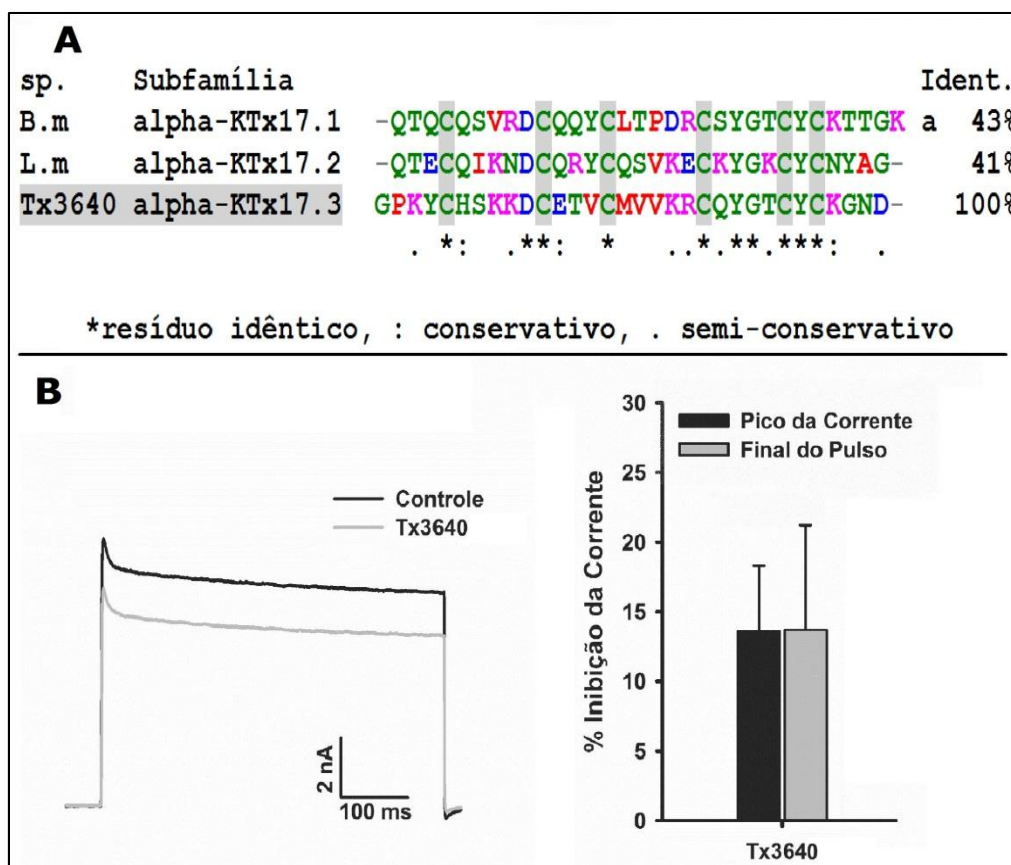 A
sp. Subfamília Ident.
B.m alpha-KTx17.1 -QTQCQSVRDCQQYCLTPDRCSYGTCYCKTTGK a 43%
L.m alpha-KTx17.2 -QTECQIKNDCQRYCQSVKECKYGKCYCNYAG- 41%
Tx3640 alpha-KTx17.3 GPKYCHSKKDCETVCMVVKRCQYGTCYCKGND- 100%
. *: .**: * ..*.**.***: .
*resíduo idêntico, : conservativo, . semi-conservativo
B
Controle
Tx3640
2 nA
100 ms
% Inibição da Corrente
30
25
20
15
10
5
0
Pico da Corrente
Final do Pulso
Tx3640